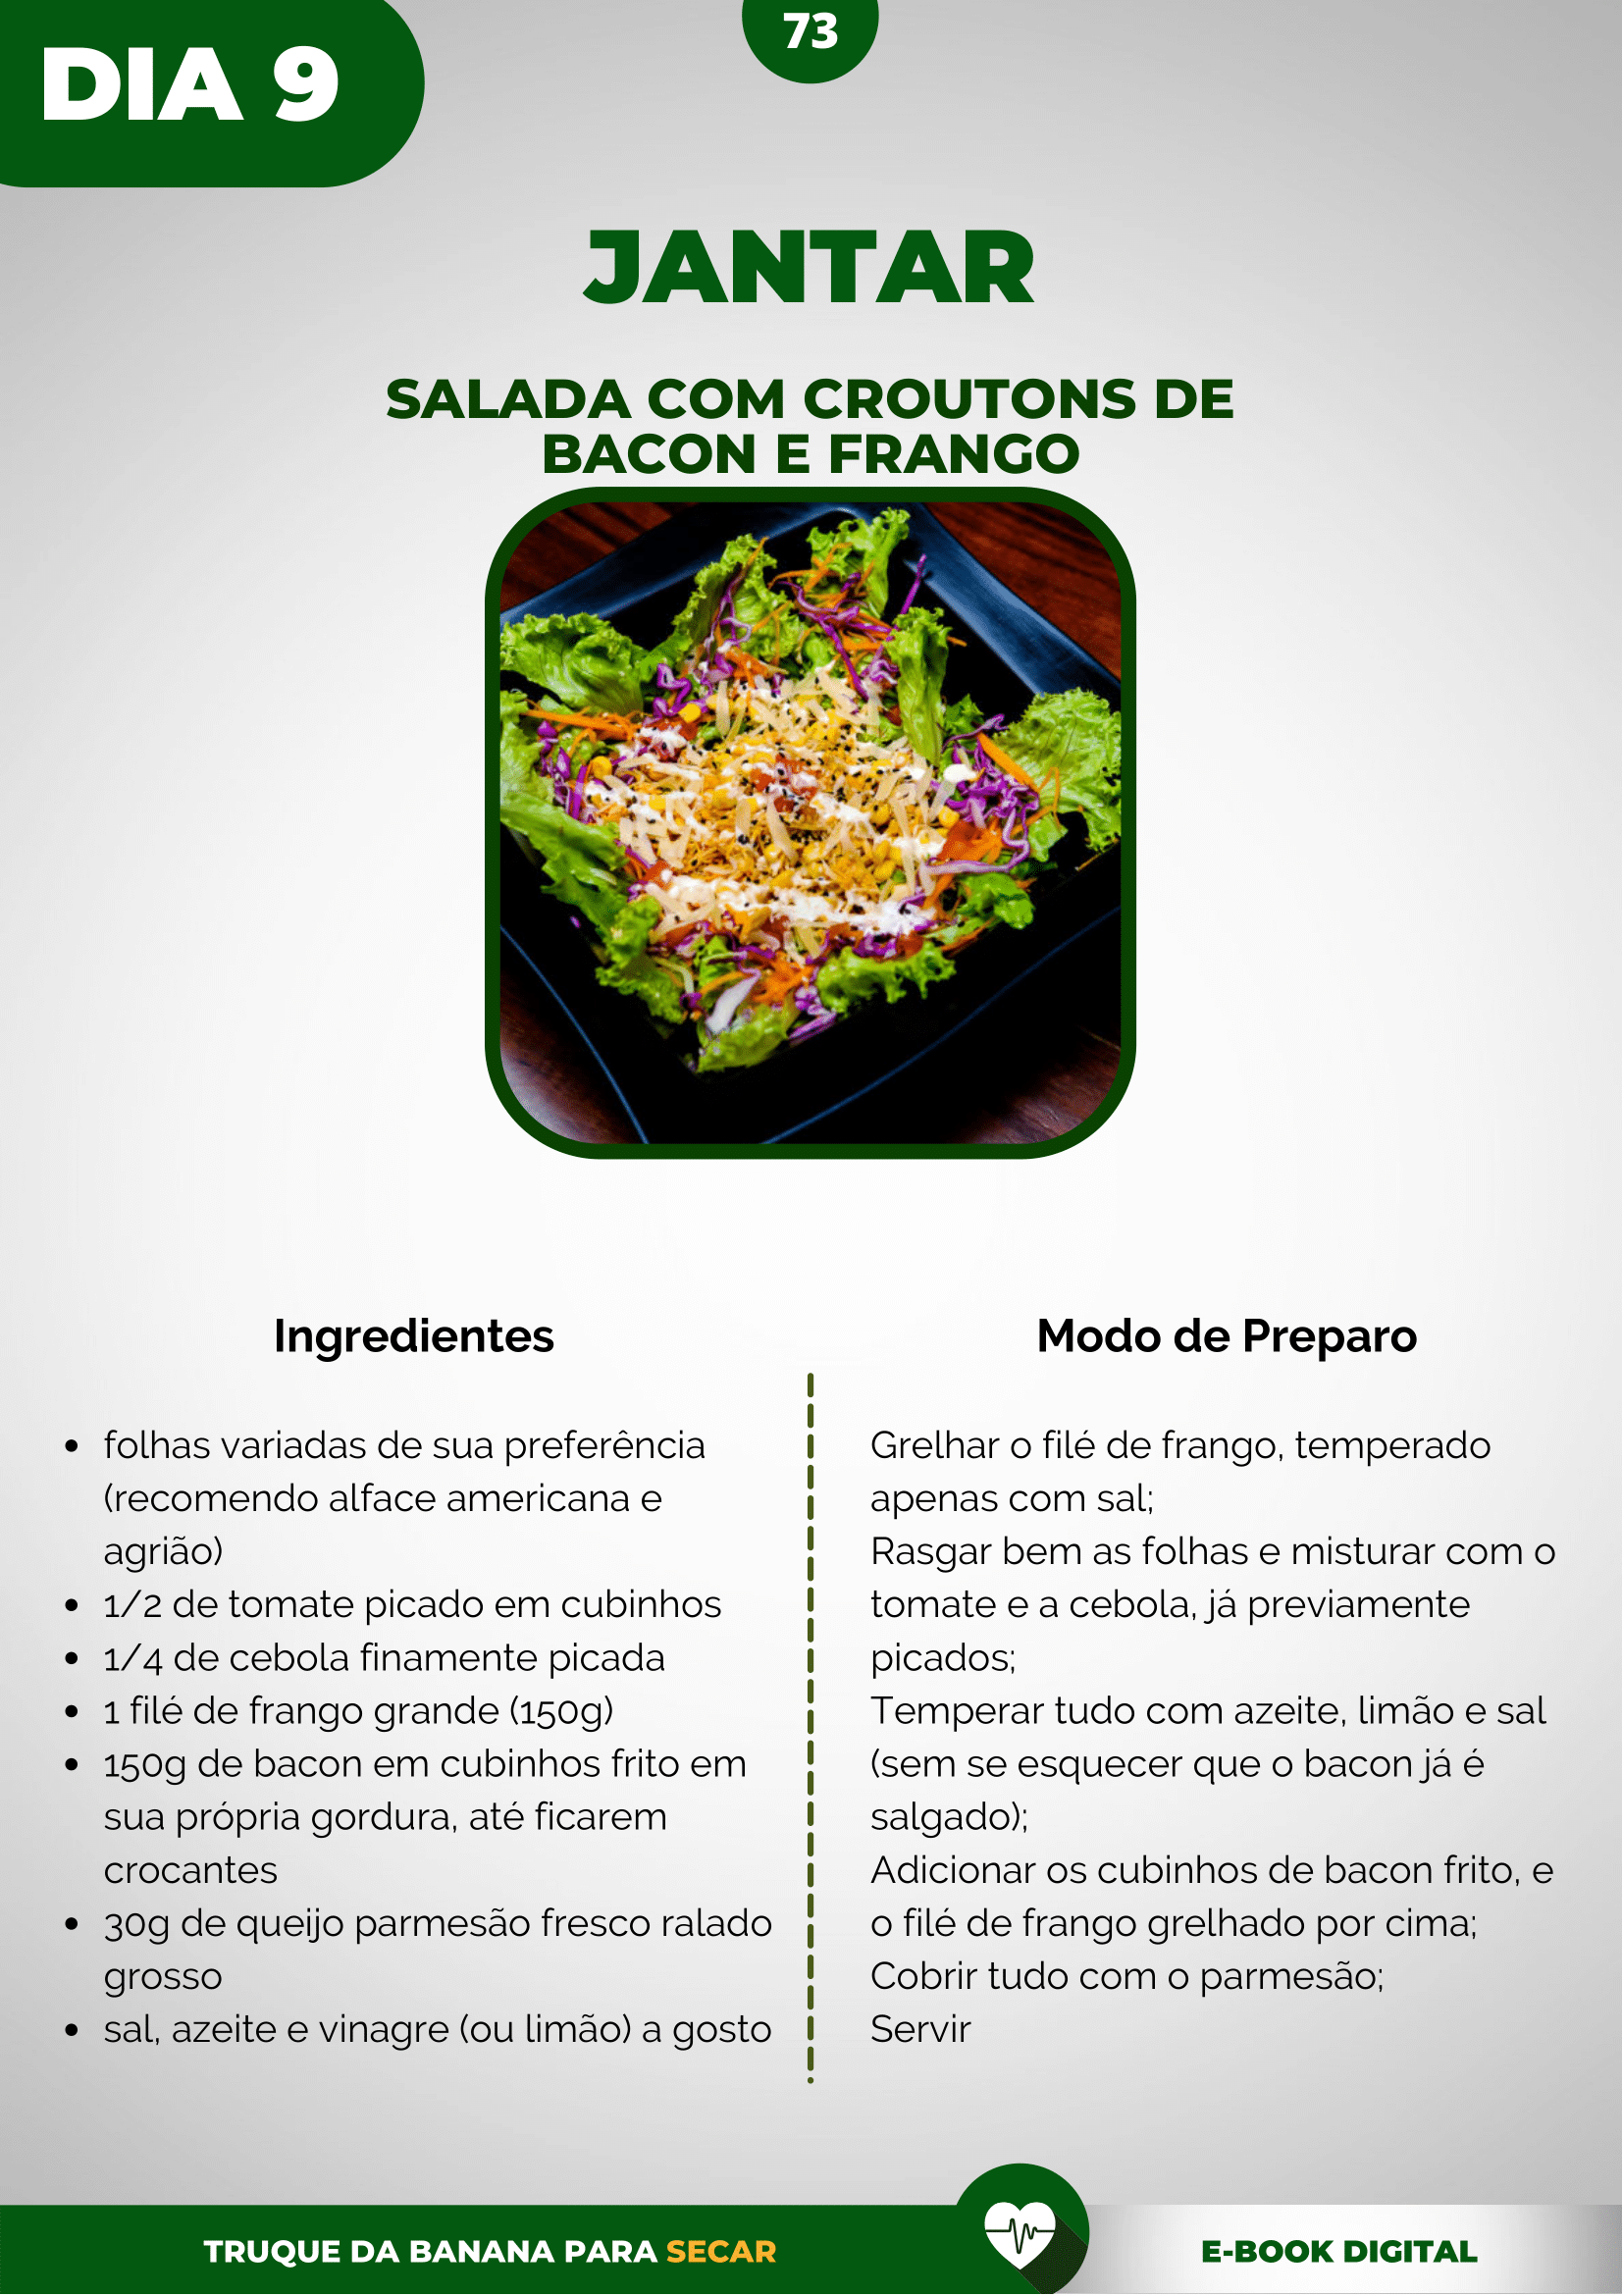 DIA 9
73
JANTAR
SALADA COM CROUTONS DE
BACON E FRANGO
Ingredientes
• folhas variadas de sua preferência
(recomendo alface americana e
agrião)
• 1/2 de tomate picado em cubinhos
• 1/4 de cebola finamente picada
• 1 filé de frango grande (150g)
• 150g de bacon em cubinhos frito em
sua própria gordura, até ficarem
crocantes
• 30g de queijo parmesão fresco ralado
grosso
• sal, azeite e vinagre (ou limão) a gosto
Modo de Preparo
Grelhar o filé de frango, temperado
apenas com sal;
Rasgar bem as folhas e misturar com o
tomate e a cebola, já previamente
picados;
Temperar tudo com azeite, limão e sal
(sem se esquecer que o bacon já é
salgado);
Adicionar os cubinhos de bacon frito, e
o filé de frango grelhado por cima;
Cobrir tudo com o parmesão;
Servir
TRUQUE DA BANANA PARA SECAR
E-BOOK DIGITAL